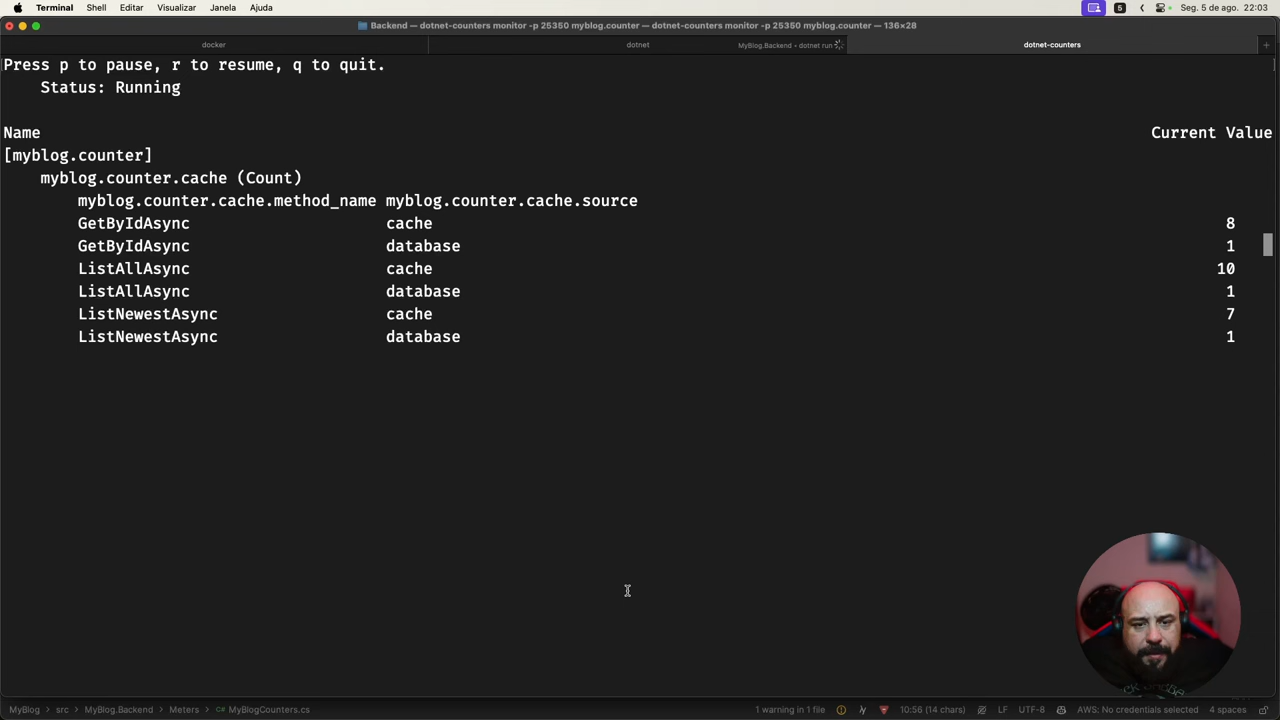 Terminal Shell Editar Visualizar Janela Ajuda
5
Seg. 5 de ago. 22:03
Backend — dotnet-counters monitor -p 25350 myblog.counter — dotnet-counters monitor -p 25350 myblog.counter — 136×28
docker
dotnet
MyBlog.Backend • dotnet run
dotnet-counters
+
Press p to pause, r to resume, q to quit.
Status: Running
Name Current Value
[myblog.counter]
myblog.counter.cache (Count)
myblog.counter.cache.method_name myblog.counter.cache.source
GetByIdAsync cache 8
GetByIdAsync database 1
ListAllAsync cache 10
ListAllAsync database 1
ListNewestAsync cache 7
ListNewestAsync database 1
MyBlog › src › MyBlog.Backend › Meters › C# MyBlogCounters.cs
1 warning in 1 file
10:56 (14 chars)
LF
UTF-8
AWS: No credentials selected
4 spaces